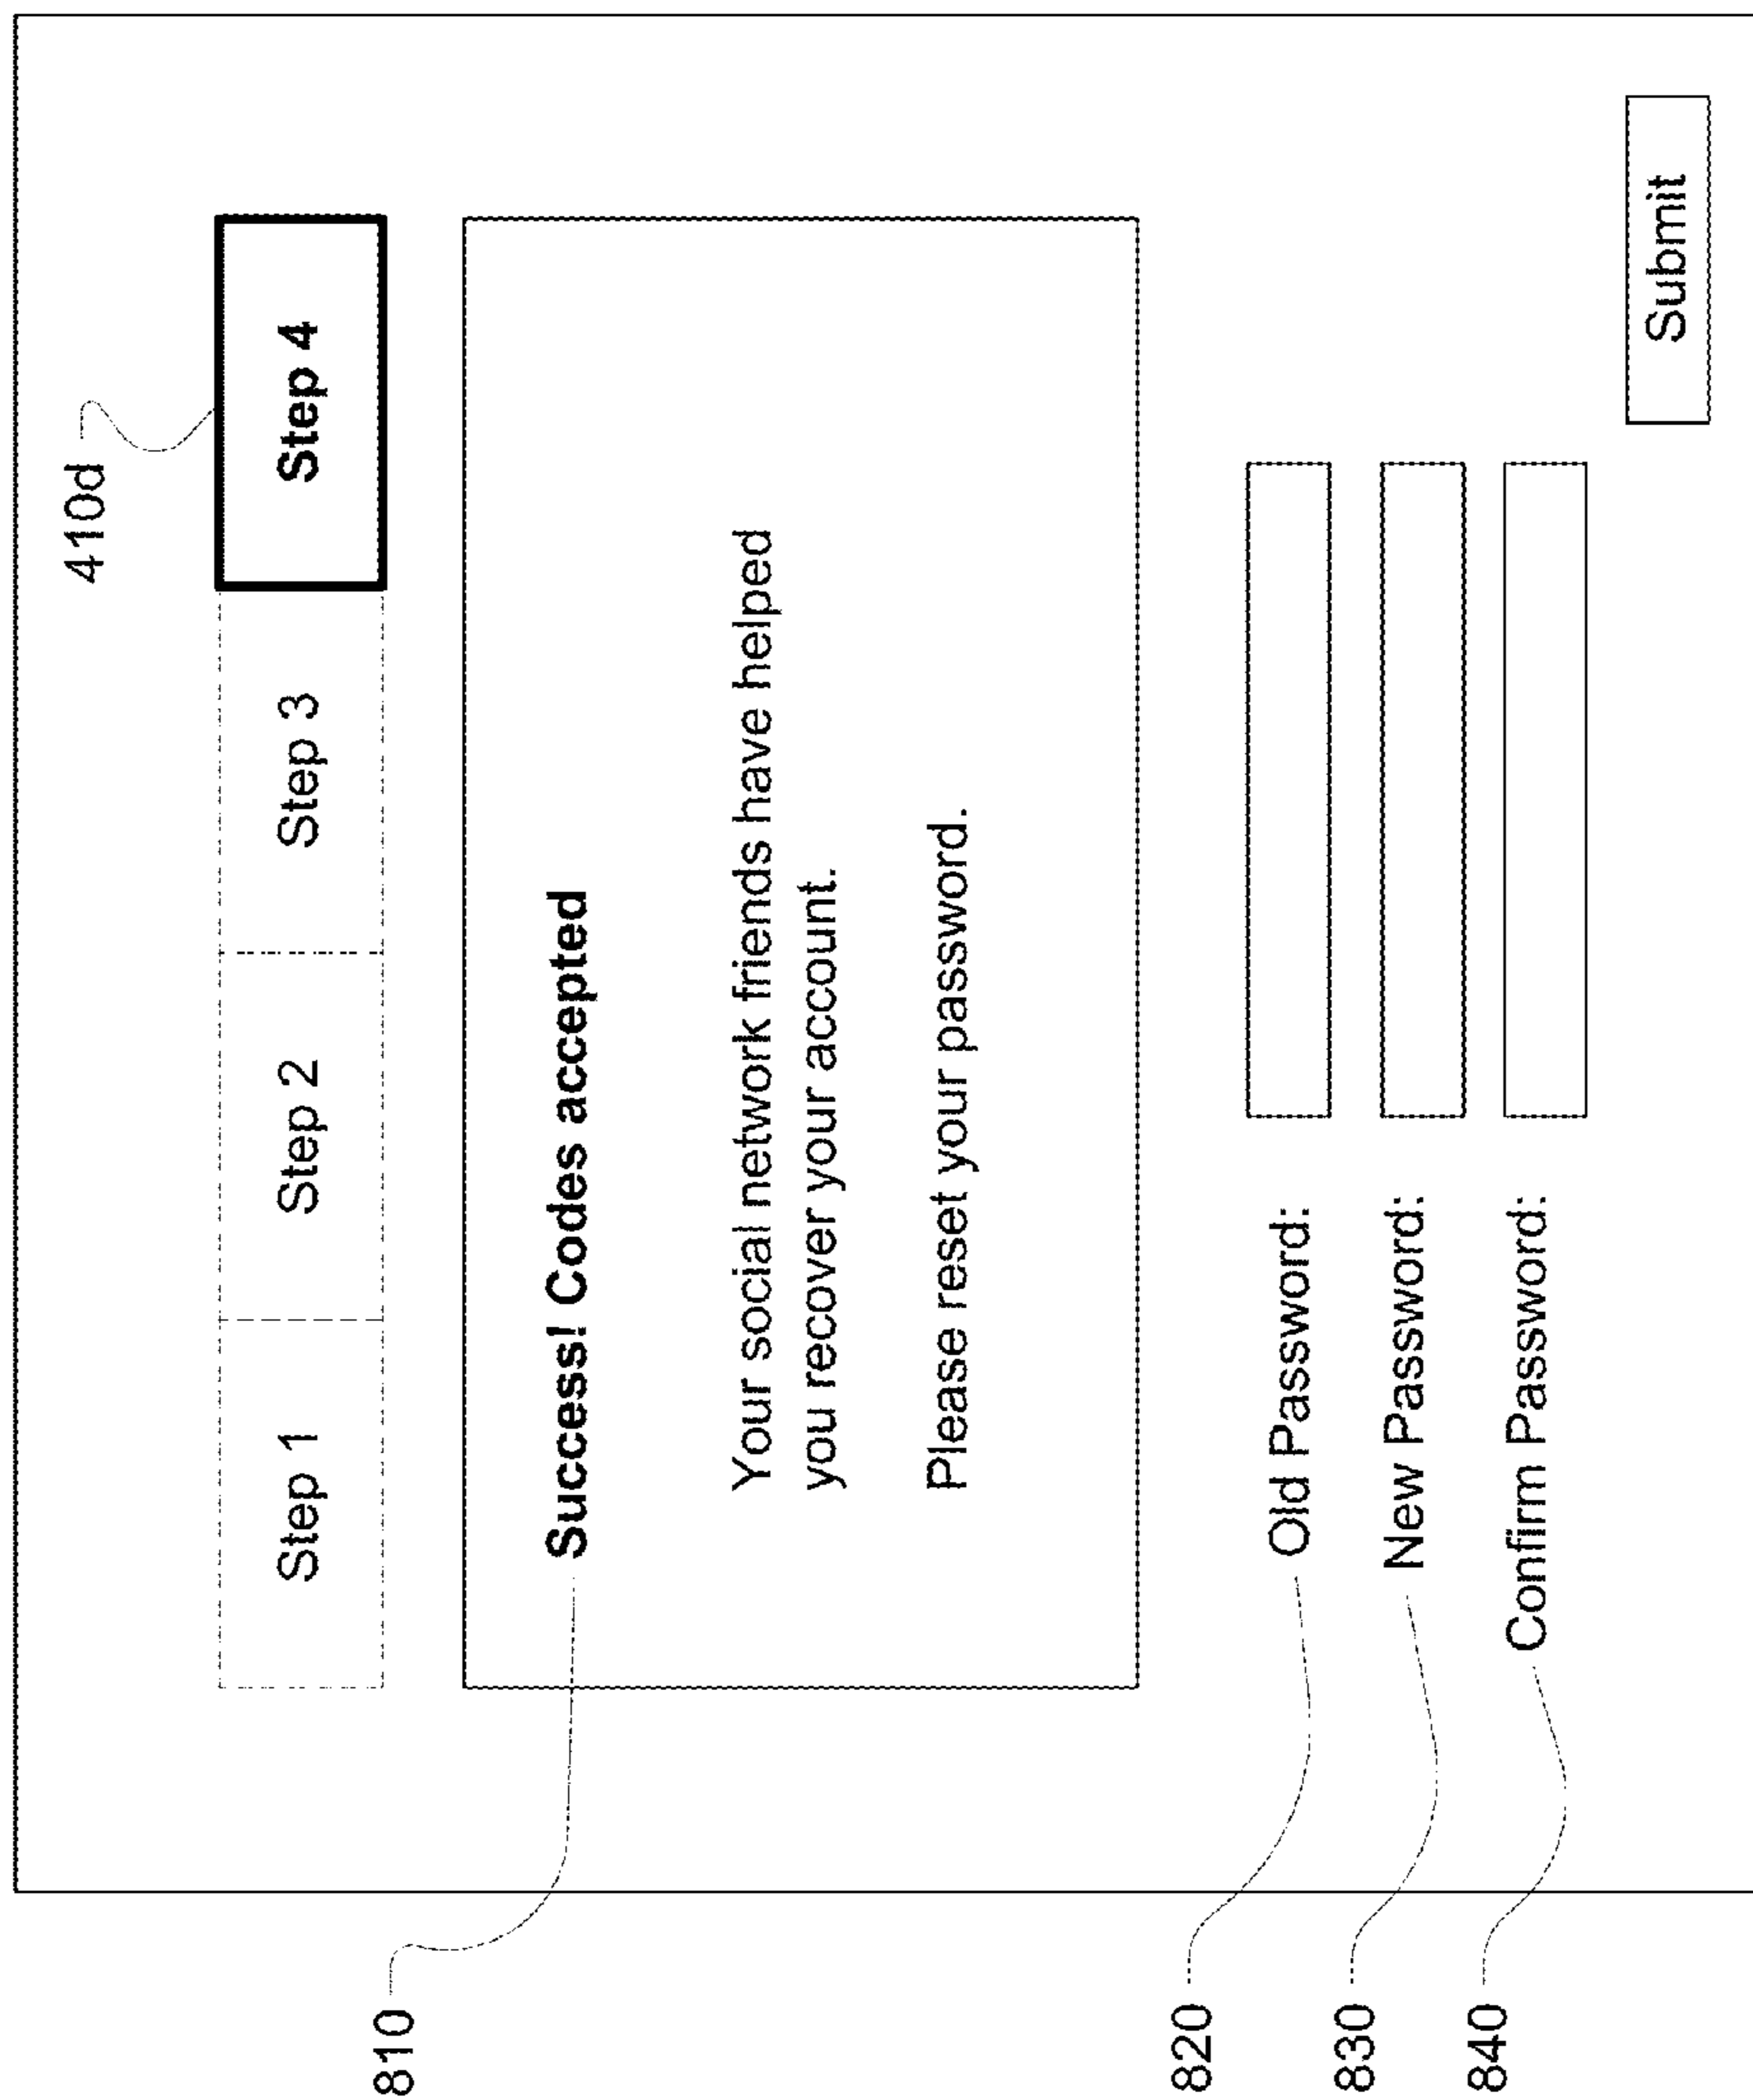 410d
Step 1 Step 2 Step 3 Step 4
810
Success! Codes accepted
Your social network friends have helped
you recover your account.
Please reset your password.
820 Old Password:
830 New Password:
840 Confirm Password:
Submit